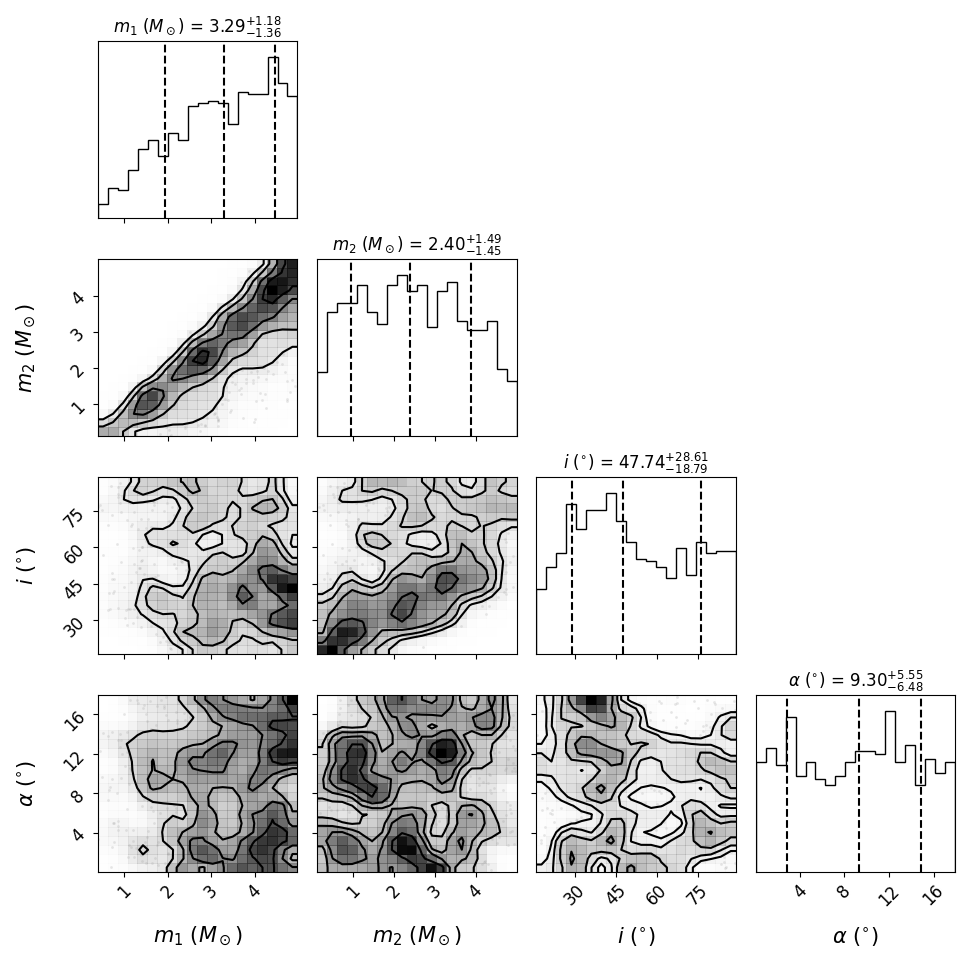 m₁ (M⊙) = 3.29+1.18−1.36
m₂ (M⊙) = 2.40+1.49−1.45
4
3
2
1
m₂ (M⊙)
i (°) = 47.74+28.61−18.79
75
60
45
30
i (°)
α (°) = 9.30+5.55−6.48
16
12
8
4
α (°)
1 2 3 4 1 2 3 4 30 45 60 75 4 8 12 16
m₁ (M⊙) m₂ (M⊙) i (°) α (°)